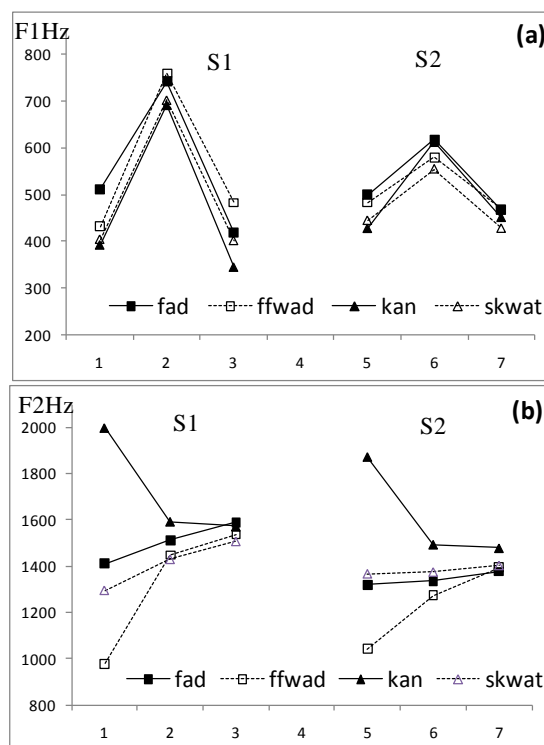 F1Hz
(a)
800
S1
S2
700
600
500
400
300
fad
ffwad
kan
skwat
200
1 2 3 4 5 6 7
F2Hz
(b)
2000
S1
S2
1800
1600
1400
1200
1000
fad
ffwad
kan
skwat
800
1 2 3 4 5 6 7